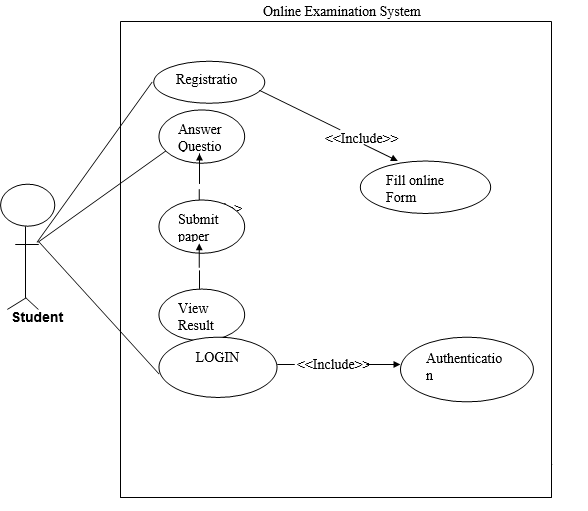 Online Examination System
Registratio
Answer
Questio
<<Include>>
Fill online
Form
>
Submit
paper
Student
View
Result
LOGIN
<<Include>>
Authenticatio
n